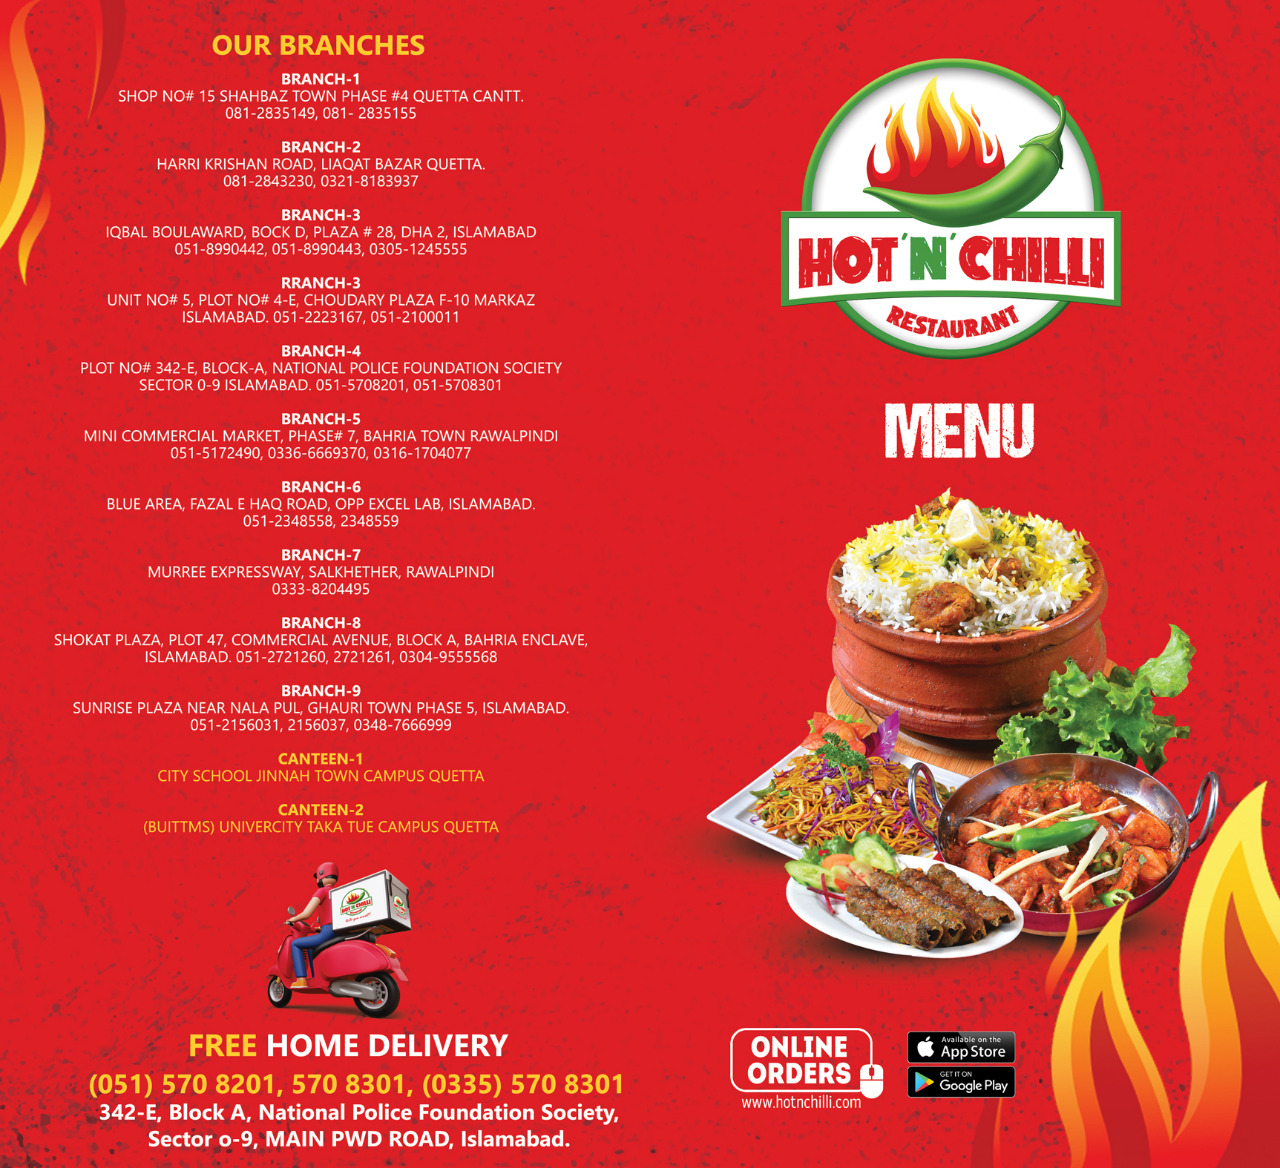 OUR BRANCHES
BRANCH-1
SHOP NO# 15 SHAHBAZ TOWN PHASE #4 QUETTA CANTT.
081-2835149, 081- 2835155
BRANCH-2
HARRI KRISHAN ROAD, LIAQAT BAZAR QUETTA.
081-2843230, 0321-8183937
BRANCH-3
IQBAL BOULAWARD, BOCK D, PLAZA # 28, DHA 2, ISLAMABAD
051-8990442, 051-8990443, 0305-1245555
RRANCH-3
UNIT NO# 5, PLOT NO# 4-E, CHOUDARY PLAZA F-10 MARKAZ
ISLAMABAD. 051-2223167, 051-2100011
BRANCH-4
PLOT NO# 342-E, BLOCK-A, NATIONAL POLICE FOUNDATION SOCIETY
SECTOR 0-9 ISLAMABAD. 051-5708201, 051-5708301
BRANCH-5
MINI COMMERCIAL MARKET, PHASE# 7, BAHRIA TOWN RAWALPINDI
051-5172490, 0336-6669370, 0316-1704077
BRANCH-6
BLUE AREA, FAZAL E HAQ ROAD, OPP EXCEL LAB, ISLAMABAD.
051-2348558, 2348559
BRANCH-7
MURREE EXPRESSWAY, SALKHETHER, RAWALPINDI
0333-8204495
BRANCH-8
SHOKAT PLAZA, PLOT 47, COMMERCIAL AVENUE, BLOCK A, BAHRIA ENCLAVE,
ISLAMABAD. 051-2721260, 2721261, 0304-9555568
BRANCH-9
SUNRISE PLAZA NEAR NALA PUL, GHAURI TOWN PHASE 5, ISLAMABAD.
051-2156031, 2156037, 0348-7666999
CANTEEN-1
CITY SCHOOL JINNAH TOWN CAMPUS QUETTA
CANTEEN-2
(BUITTMS) UNIVERCITY TAKA TUE CAMPUS QUETTA
HOT 'N' CHILLI
FREE HOME DELIVERY
(051) 570 8201, 570 8301, (0335) 570 8301
342-E, Block A, National Police Foundation Society,
Sector o-9, MAIN PWD ROAD, Islamabad.
HOT 'N' CHILLI
RESTAURANT
MENU
ONLINE
ORDERS
www.hotnchilli.com
Available on the
App Store
GET IT ON
Google Play